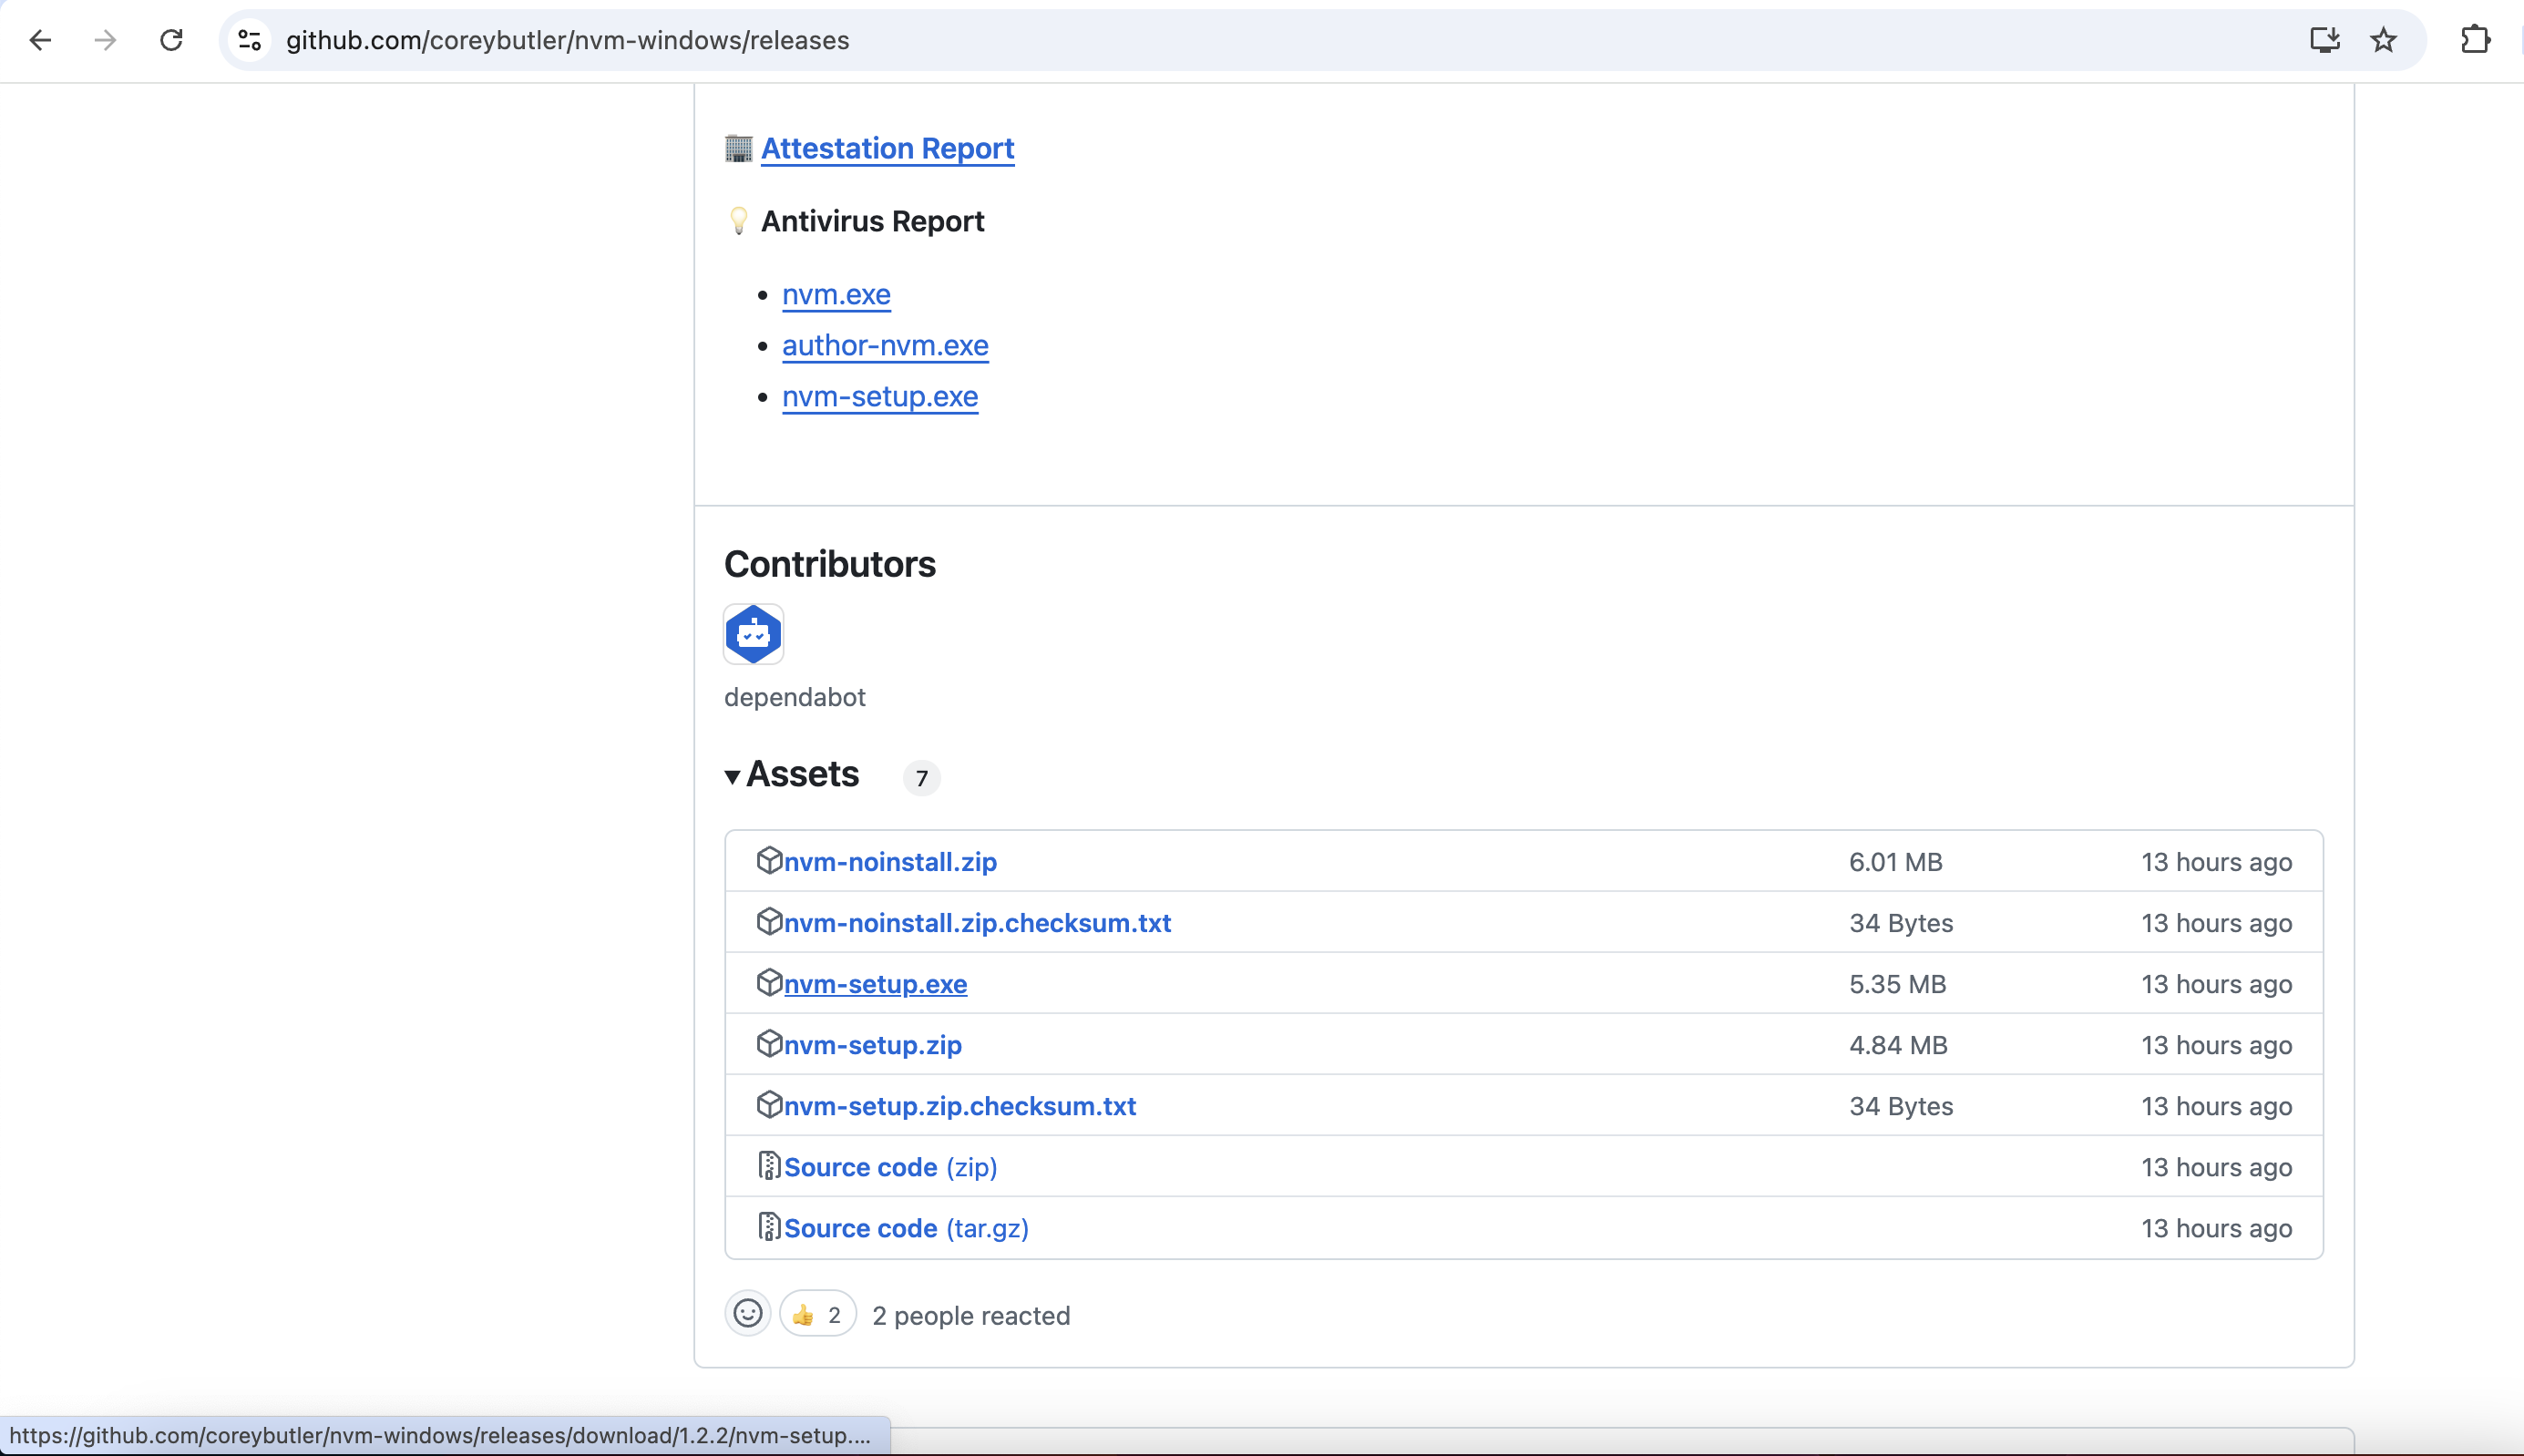 github.com/coreybutler/nvm-windows/releases
Attestation Report
Antivirus Report
nvm.exe
author-nvm.exe
nvm-setup.exe
Contributors
dependabot
Assets 7
nvm-noinstall.zip 6.01 MB 13 hours ago
nvm-noinstall.zip.checksum.txt 34 Bytes 13 hours ago
nvm-setup.exe 5.35 MB 13 hours ago
nvm-setup.zip 4.84 MB 13 hours ago
nvm-setup.zip.checksum.txt 34 Bytes 13 hours ago
Source code (zip) 13 hours ago
Source code (tar.gz) 13 hours ago
👍 2 2 people reacted
https://github.com/coreybutler/nvm-windows/releases/download/1.2.2/nvm-setup....